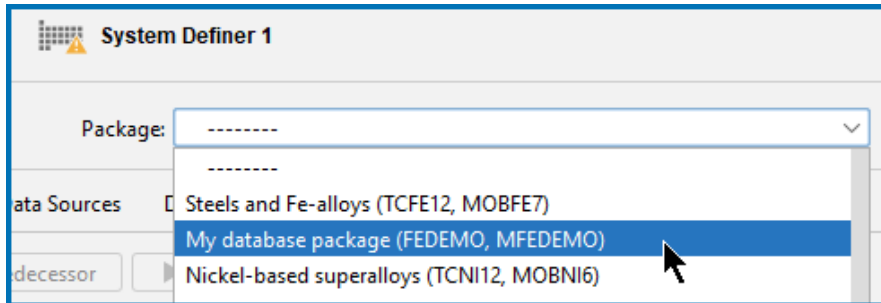 System Definer 1
Package: --------
--------
ata Sources D
Steels and Fe-alloys (TCFE12, MOBFE7)
My database package (FEDEMO, MFEDEMO)
decessor
Nickel-based superalloys (TCNI12, MOBNI6)